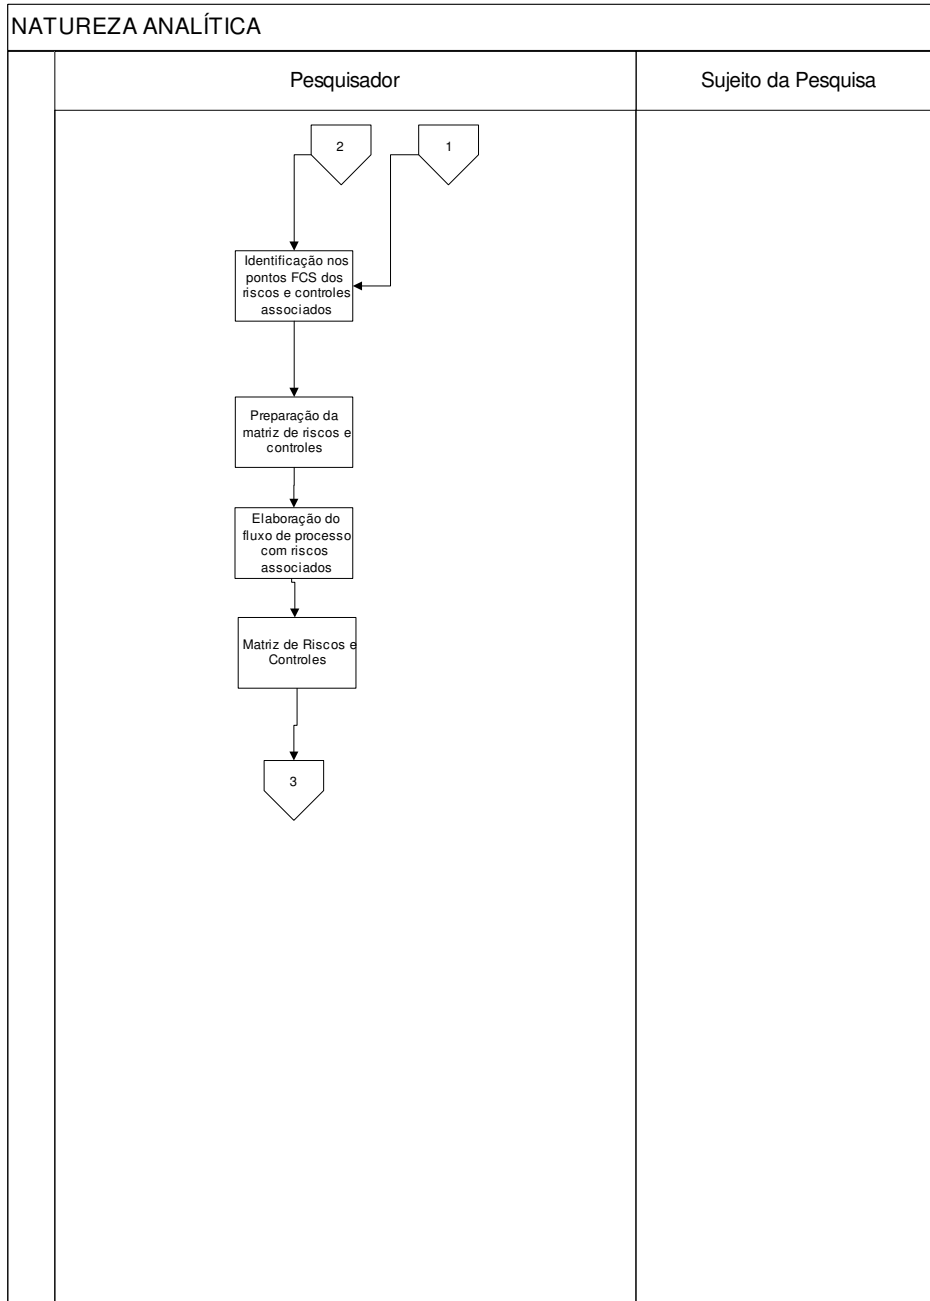 NATUREZA ANALÍTICA
Pesquisador
Sujeito da Pesquisa
2
1
Identificação nos
pontos FCS dos
riscos e controles
associados
Preparação da
matriz de riscos e
controles
Elaboração do
fluxo de processo
com riscos
associados
Matriz de Riscos e
Controles
3